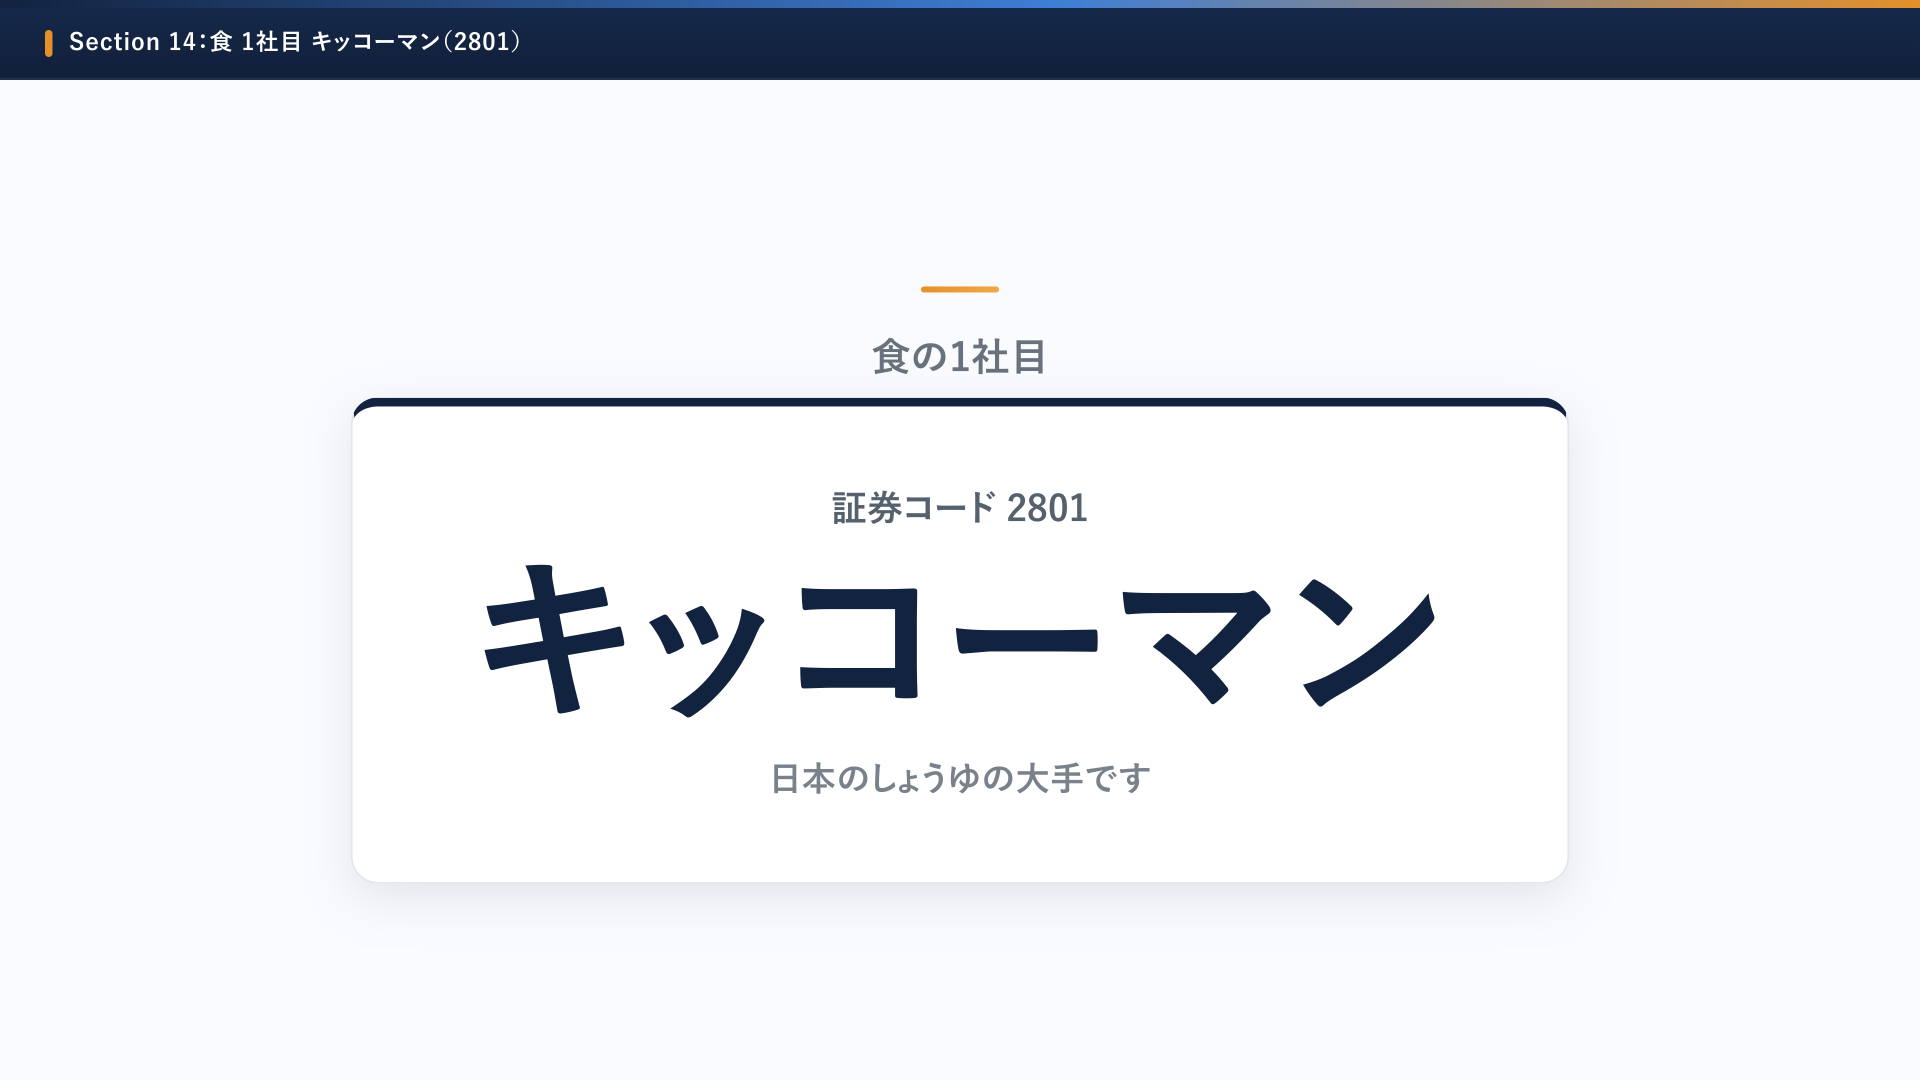 Section 14：食 1社目 キッコーマン（2801）
食の1社目
証券コード 2801
キッコーマン
日本のしょうゆの大手です